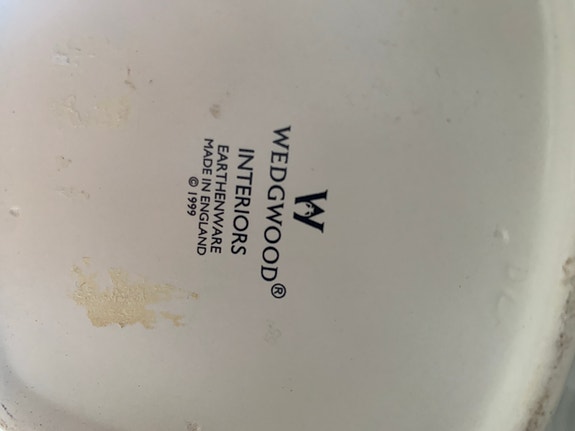 W
WEDGWOOD®
INTERIORS
EARTHENWARE
MADE IN ENGLAND
© 1999